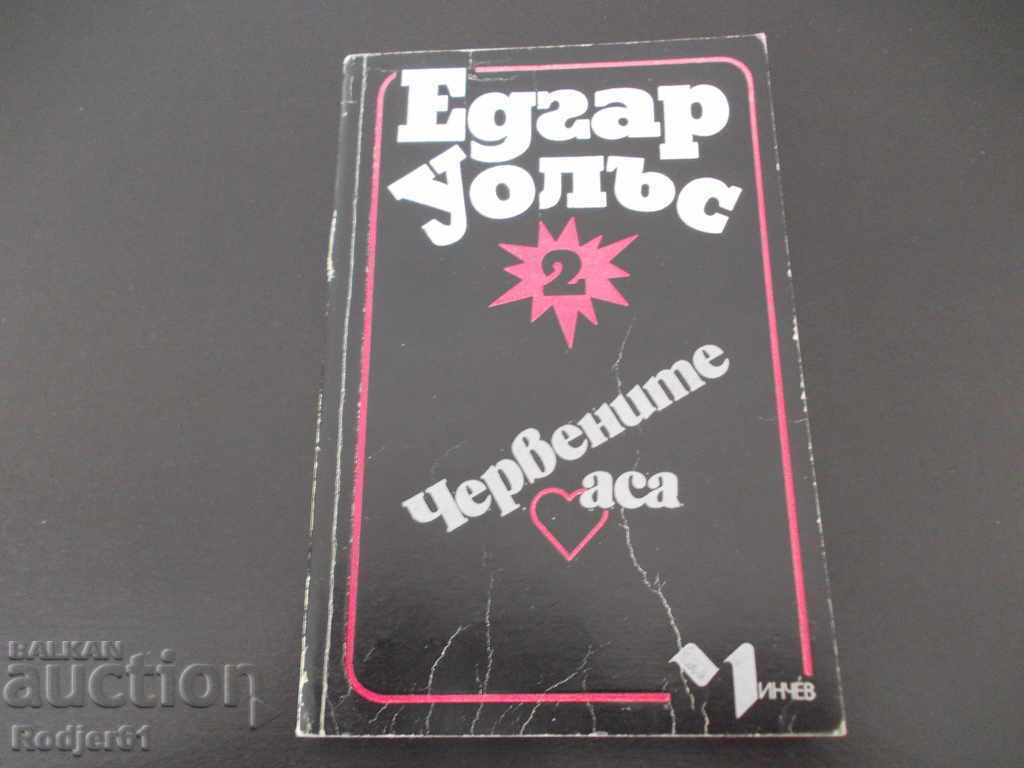 Едгар
Уолъс
2
Червените
аса
ИНЧЕВ
BALKAN
auction
Rodjer61